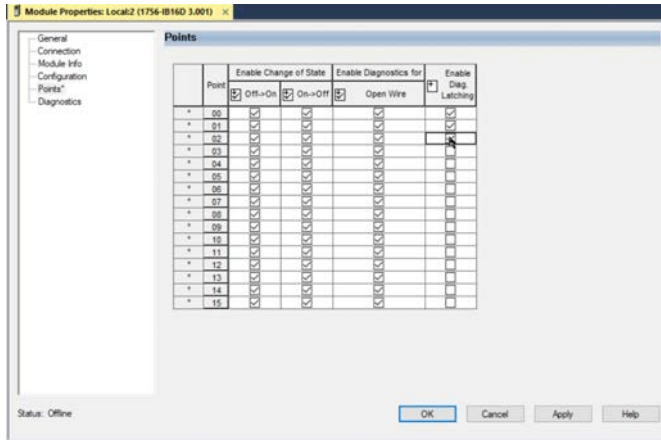 Module Properties: Local:2 (1756-IB16D 3.001) ×
General
Connection
Module Info
Configuration
Points*
Diagnostics
Points
Point
Enable Change of State
Off->On
On->Off
Enable Diagnostics for
Open Wire
Enable Diag. Latching
* 00
* 01
* 02
* 03
* 04
* 05
* 06
* 07
* 08
* 09
* 10
* 11
* 12
* 13
* 14
* 15
Status: Offline
OK
Cancel
Apply
Help